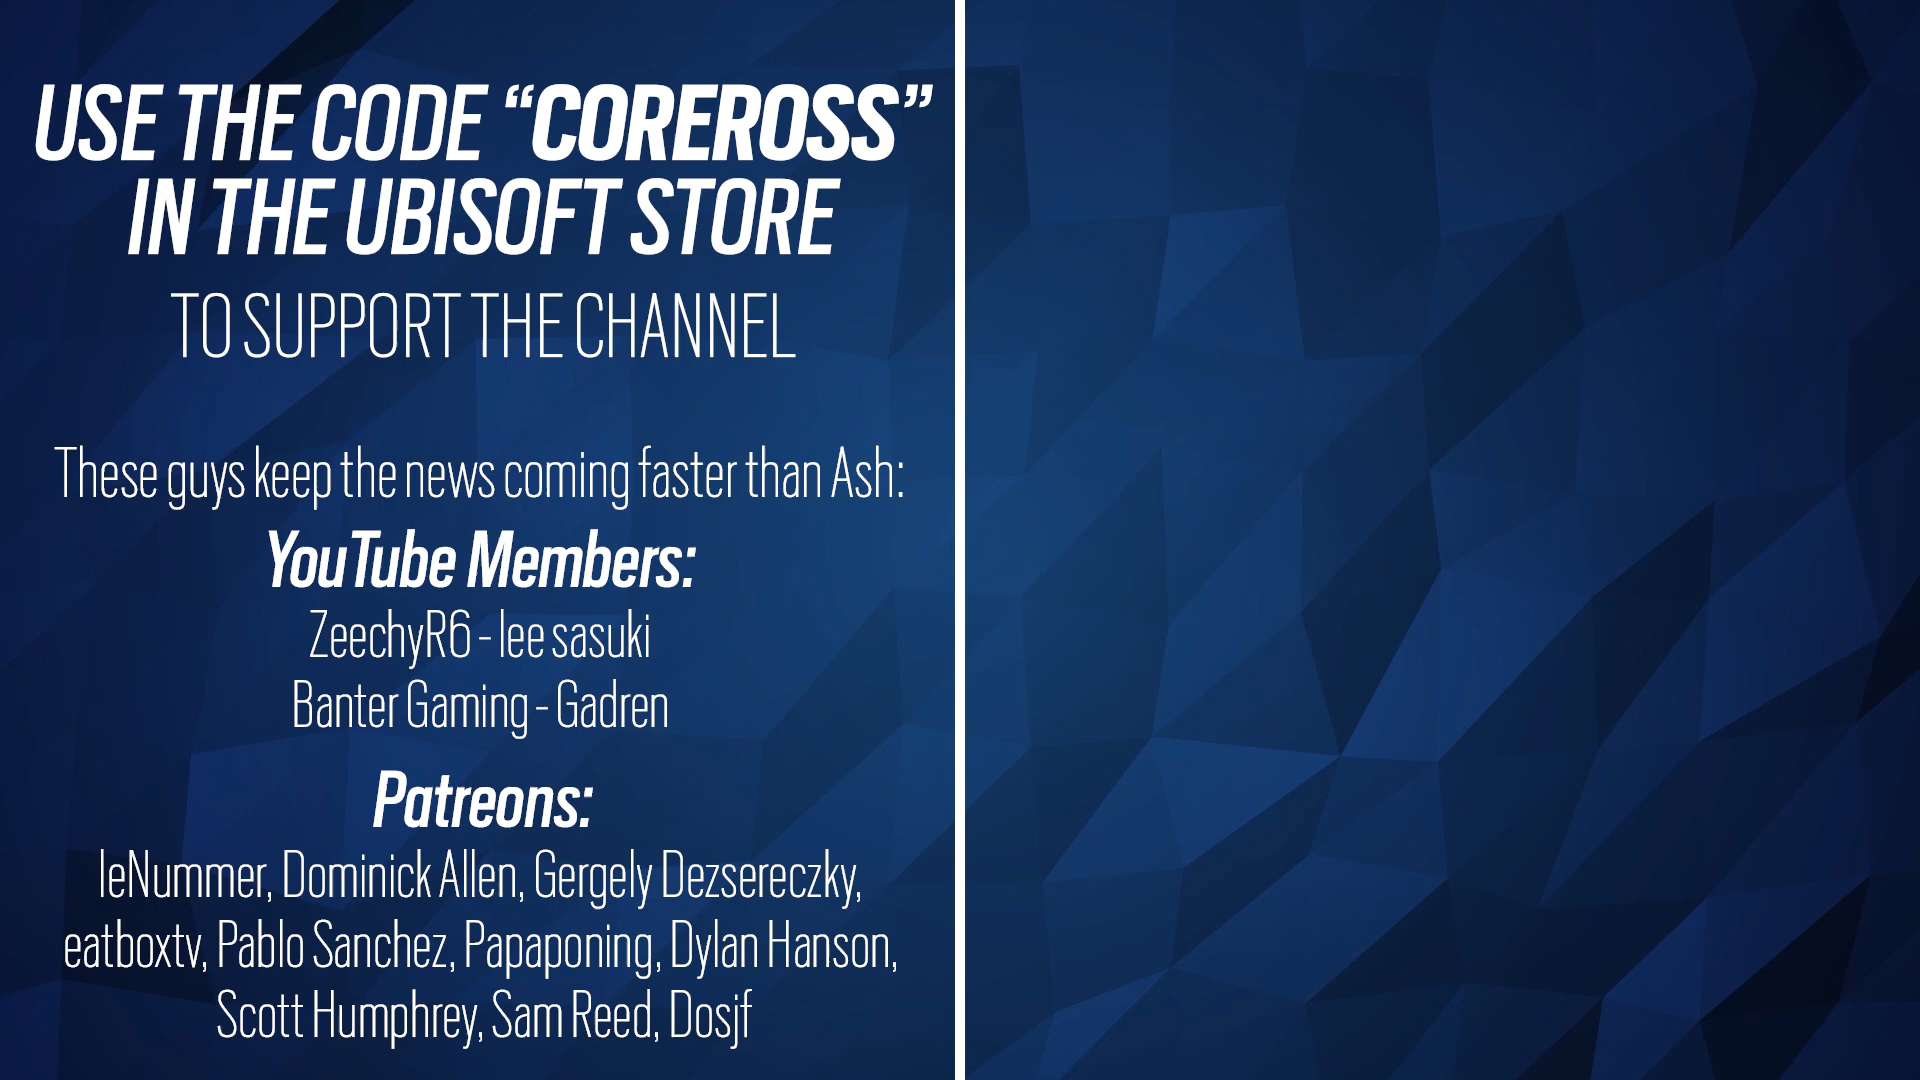 USE THE CODE “COREROSS”
IN THE UBISOFT STORE
TO SUPPORT THE CHANNEL
These guys keep the news coming faster than Ash:
YouTube Members:
ZeechyR6 - lee sasuki
Banter Gaming - Gadren
Patreons:
leNummer, Dominick Allen, Gergely Dezsereczky,
eatboxtv, Pablo Sanchez, Papaponing, Dylan Hanson,
Scott Humphrey, Sam Reed, Dosjf